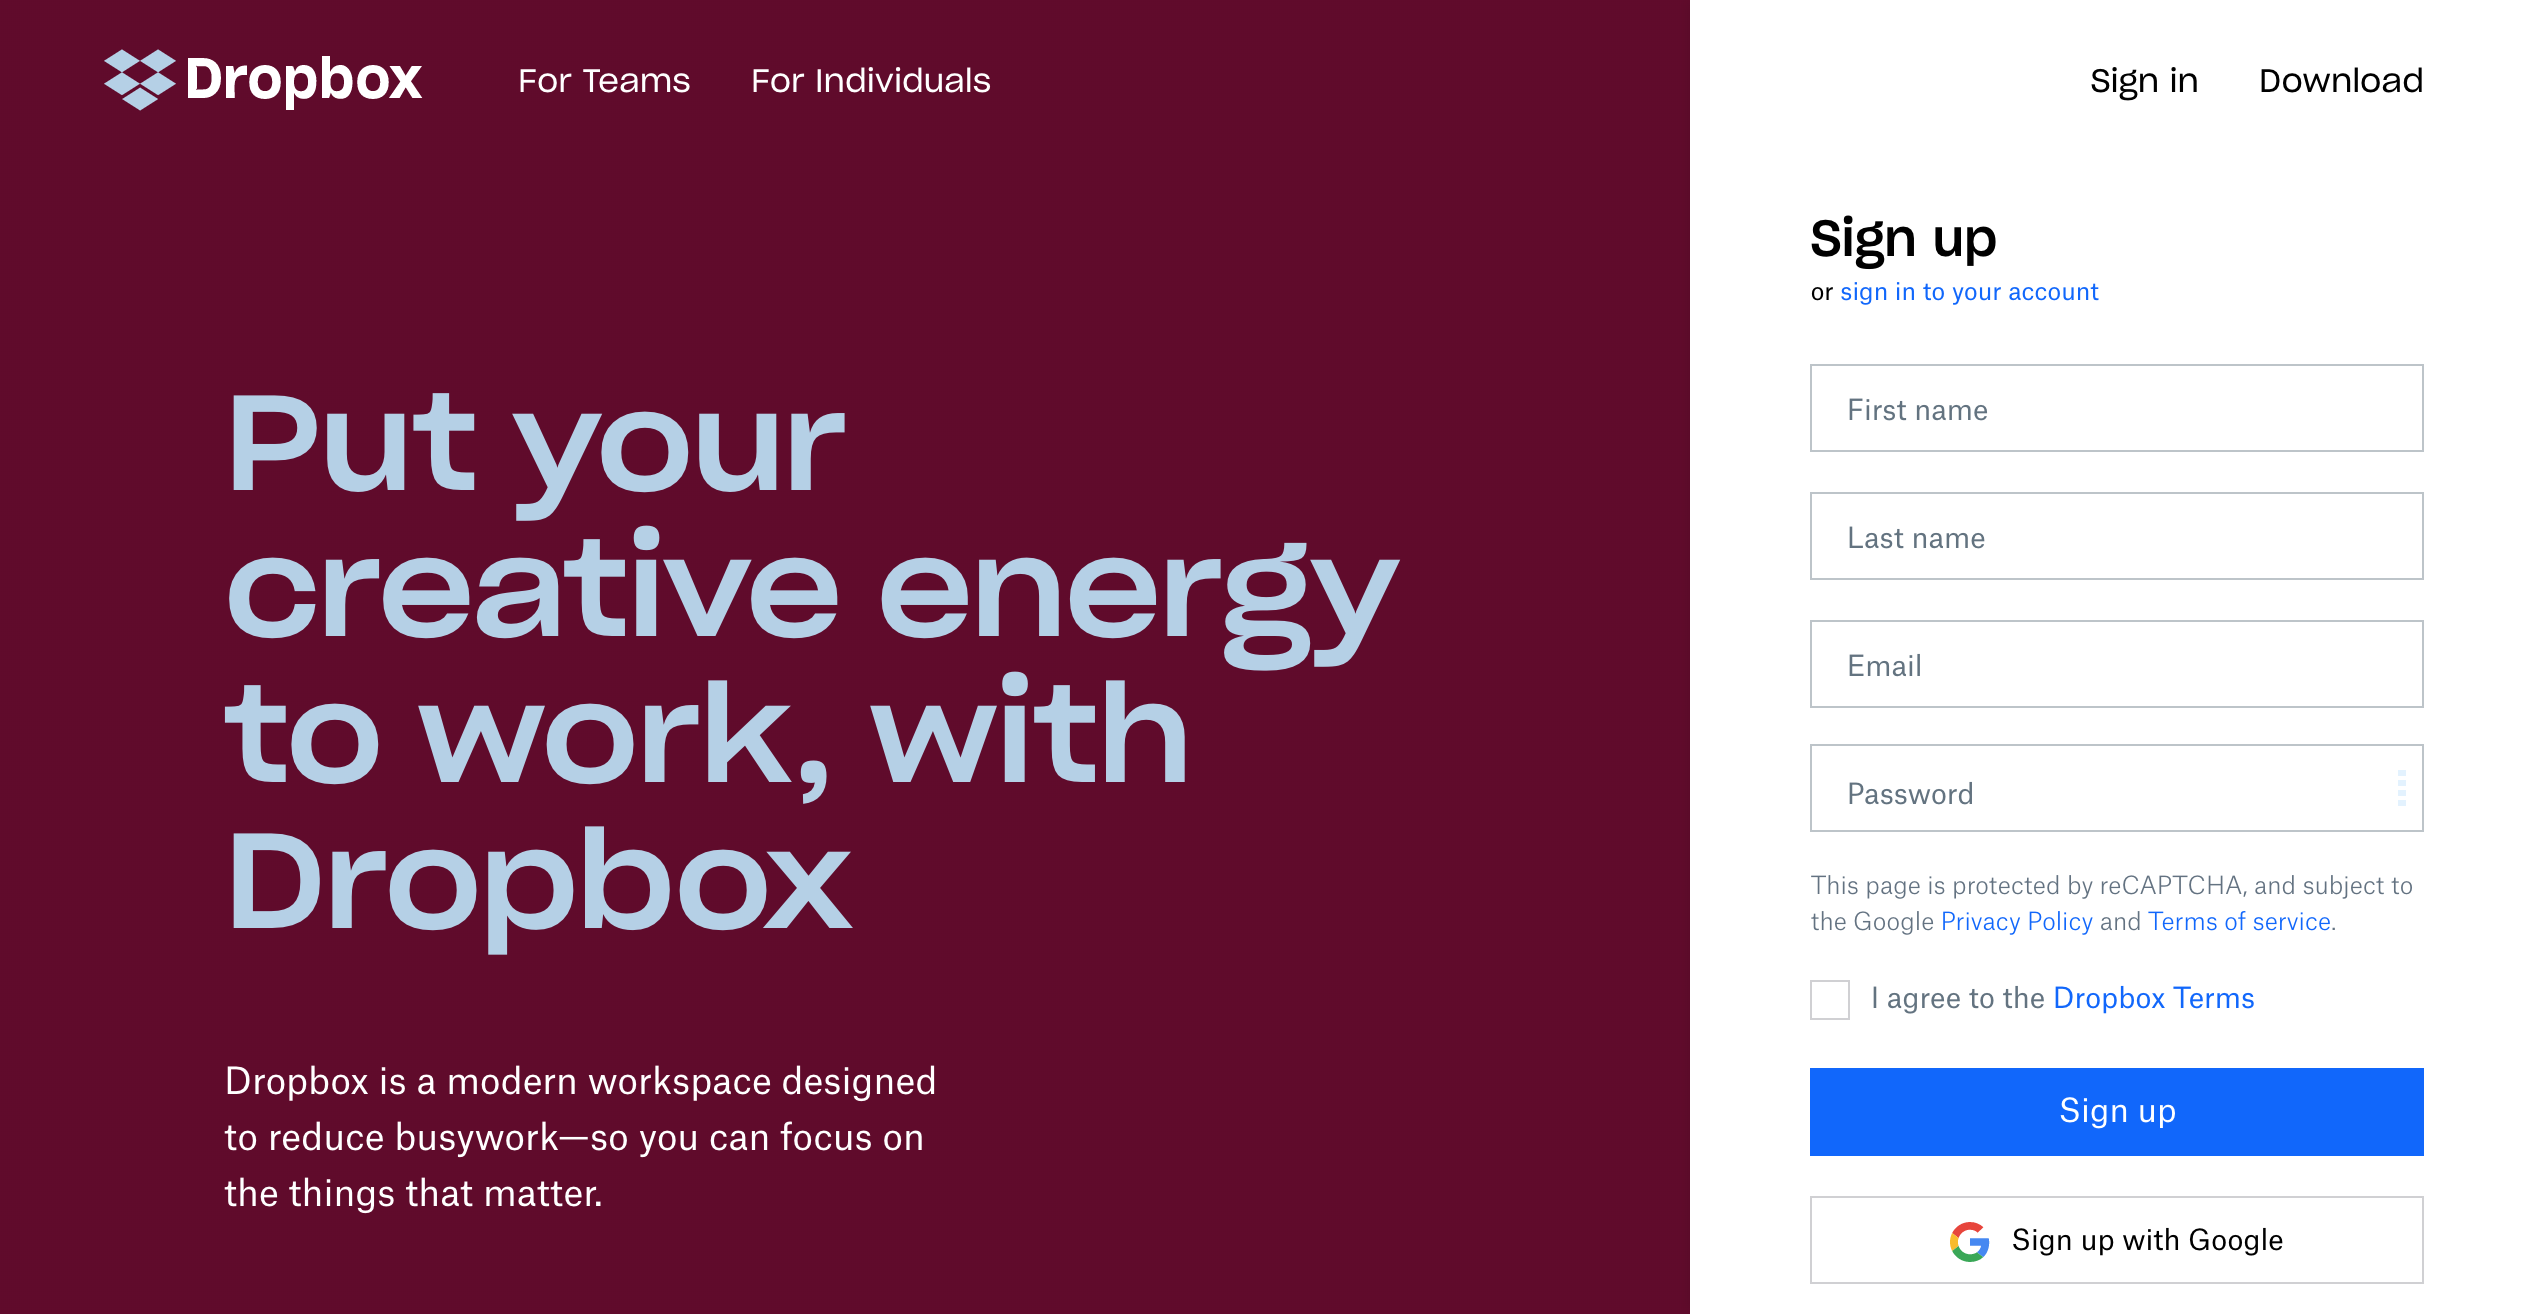 Dropbox
For Teams
For Individuals
Sign in
Download
Put your
creative energy
to work, with
Dropbox
Dropbox is a modern workspace designed
to reduce busywork—so you can focus on
the things that matter.
Sign up
or sign in to your account
First name
Last name
Email
Password
This page is protected by reCAPTCHA, and subject to
the Google Privacy Policy and Terms of service.
I agree to the Dropbox Terms
Sign up
Sign up with Google